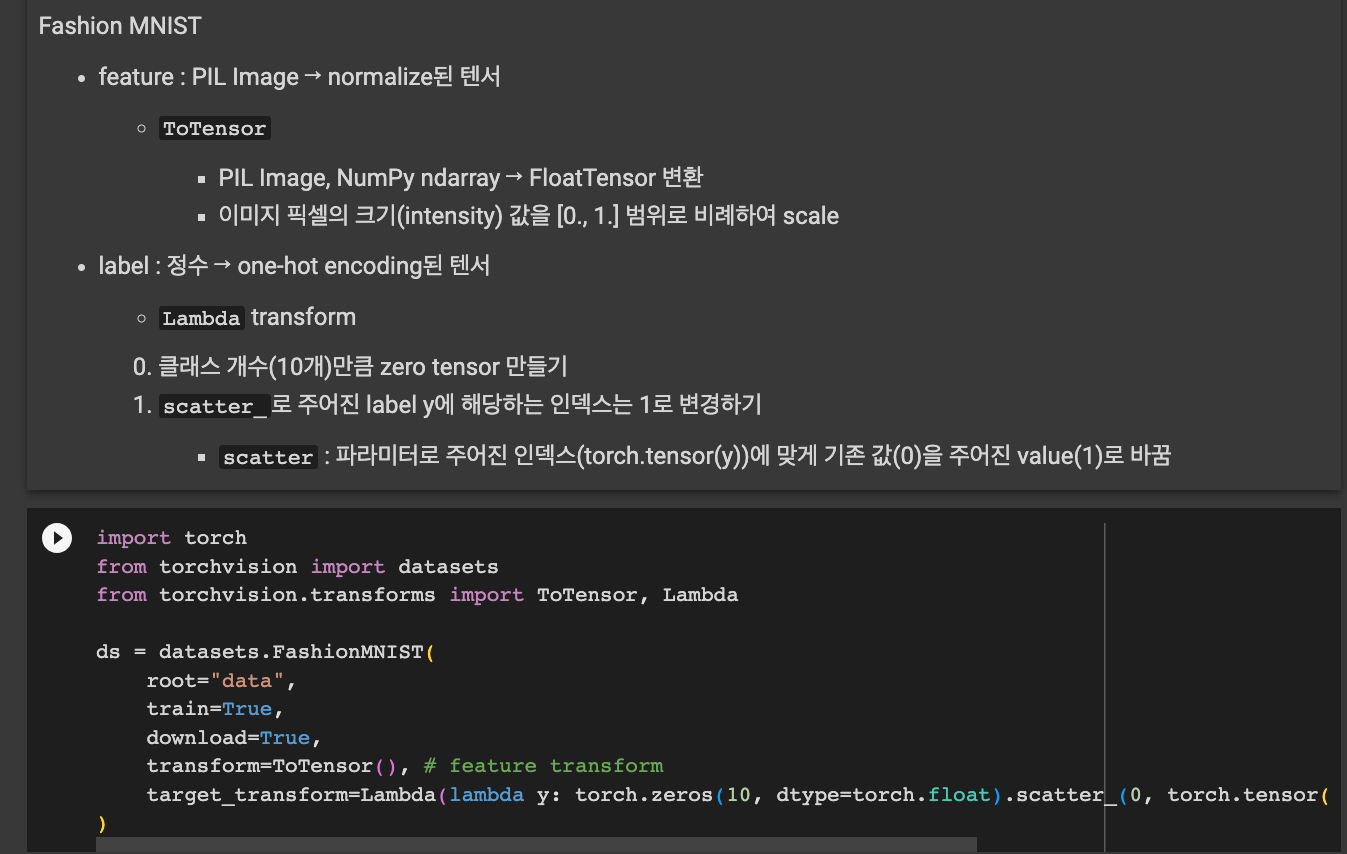 Fashion MNIST
• feature : PIL Image → normalize된 텐서
○ ToTensor
▪ PIL Image, NumPy ndarray → FloatTensor 변환
▪ 이미지 픽셀의 크기(intensity) 값을 [0., 1.] 범위로 비례하여 scale
• label : 정수 → one-hot encoding된 텐서
○ Lambda transform
0. 클래스 개수(10개)만큼 zero tensor 만들기
1. scatter_로 주어진 label y에 해당하는 인덱스는 1로 변경하기
▪ scatter : 파라미터로 주어진 인덱스(torch.tensor(y))에 맞게 기존 값(0)을 주어진 value(1)로 바꿈
import torch
from torchvision import datasets
from torchvision.transforms import ToTensor, Lambda
ds = datasets.FashionMNIST(
root="data",
train=True,
download=True,
transform=ToTensor(), # feature transform
target_transform=Lambda(lambda y: torch.zeros(10, dtype=torch.float).scatter_(0, torch.tensor(
)